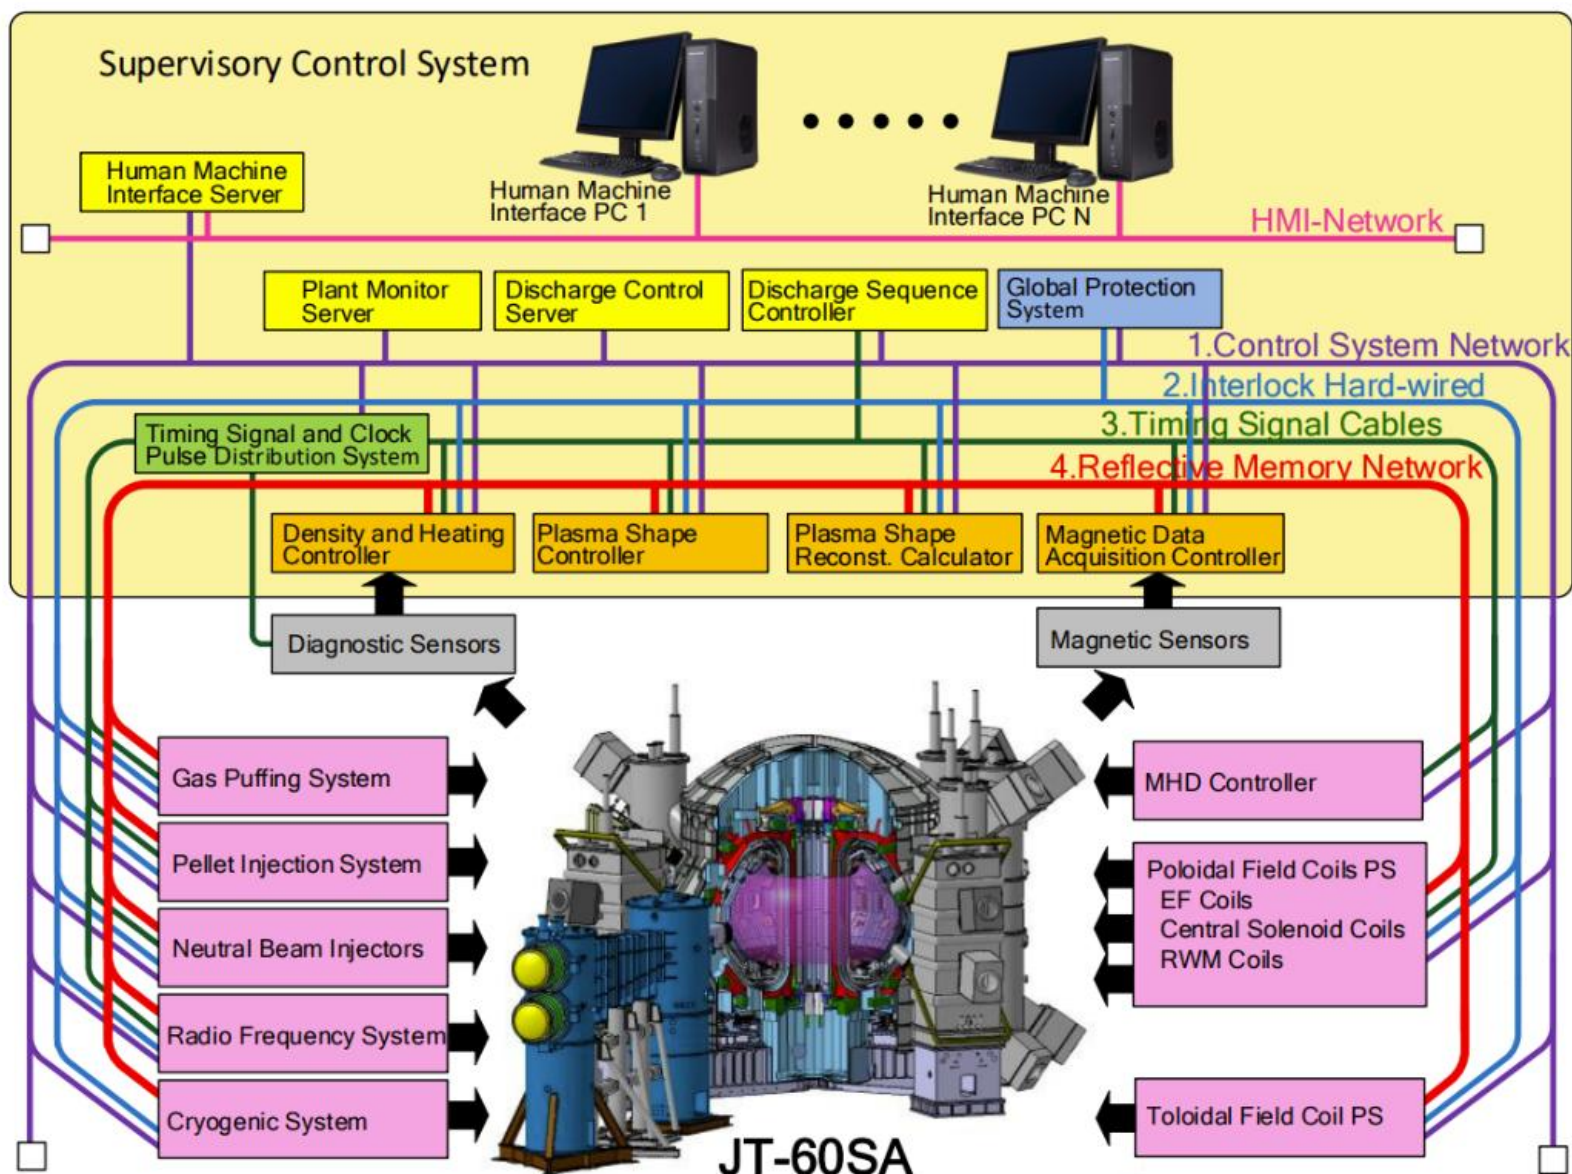 Supervisory Control System
Human Machine
Interface Server
Human Machine
Interface PC 1
Human Machine
Interface PC N
HMI-Network
Plant Monitor
Server
Discharge Control
Server
Discharge Sequence
Controller
Global Protection
System
1.Control System Network
2.Interlock Hard-wired
Timing Signal and Clock
Pulse Distribution System
3.Timing Signal Cables
4.Reflective Memory Network
Density and Heating
Controller
Plasma Shape
Controller
Plasma Shape
Reconst. Calculator
Magnetic Data
Acquisition Controller
Diagnostic Sensors
Magnetic Sensors
Gas Puffing System
Pellet Injection System
Neutral Beam Injectors
Radio Frequency System
Cryogenic System
MHD Controller
Poloidal Field Coils PS
EF Coils
Central Solenoid Coils
RWM Coils
Toloidal Field Coil PS
JT-60SA